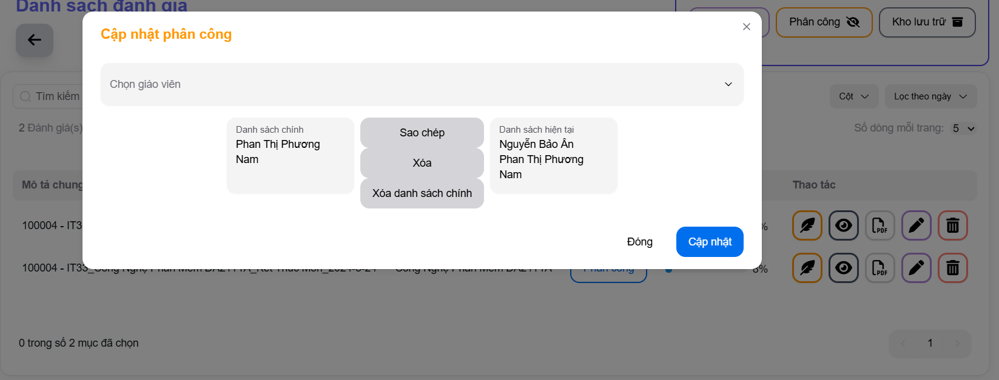 Danh sách đánh giá
Phân công
Kho lưu trữ
Cập nhật phân công
Chọn giáo viên
Tìm kiếm
Cột
Lọc theo ngày
2 Đánh giá(s)
Số dòng mỗi trang: 5
Danh sách chính
Phan Thị Phương
Nam
Sao chép
Xóa
Xóa danh sách chính
Danh sách hiện tại
Nguyễn Bảo Ân
Phan Thị Phương
Nam
Mô tả chung
Thao tác
100004 - IT3
%
PDF
Đóng
Cập nhật
100004 - IT33_Công Nghệ Phần Mềm DA21TTA_Kết Thúc Môn_2024-6-24
Công Nghệ Phần Mềm DA21TTA
Phân công
8%
PDF
0 trong số 2 mục đã chọn
1